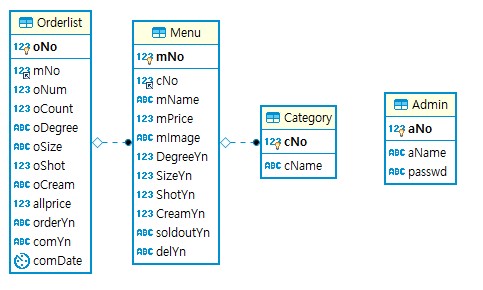 Orderlist
123 oNo
123 mNo
123 oNum
123 oCount
ABC oDegree
ABC oSize
123 oShot
123 oCream
123 allprice
ABC orderYn
ABC comYn
comDate
Menu
123 mNo
123 cNo
ABC mName
123 mPrice
ABC mImage
123 DegreeYn
123 SizeYn
123 ShotYn
123 CreamYn
ABC soldoutYn
ABC delYn
Category
123 cNo
ABC cName
Admin
123 aNo
ABC aName
ABC passwd